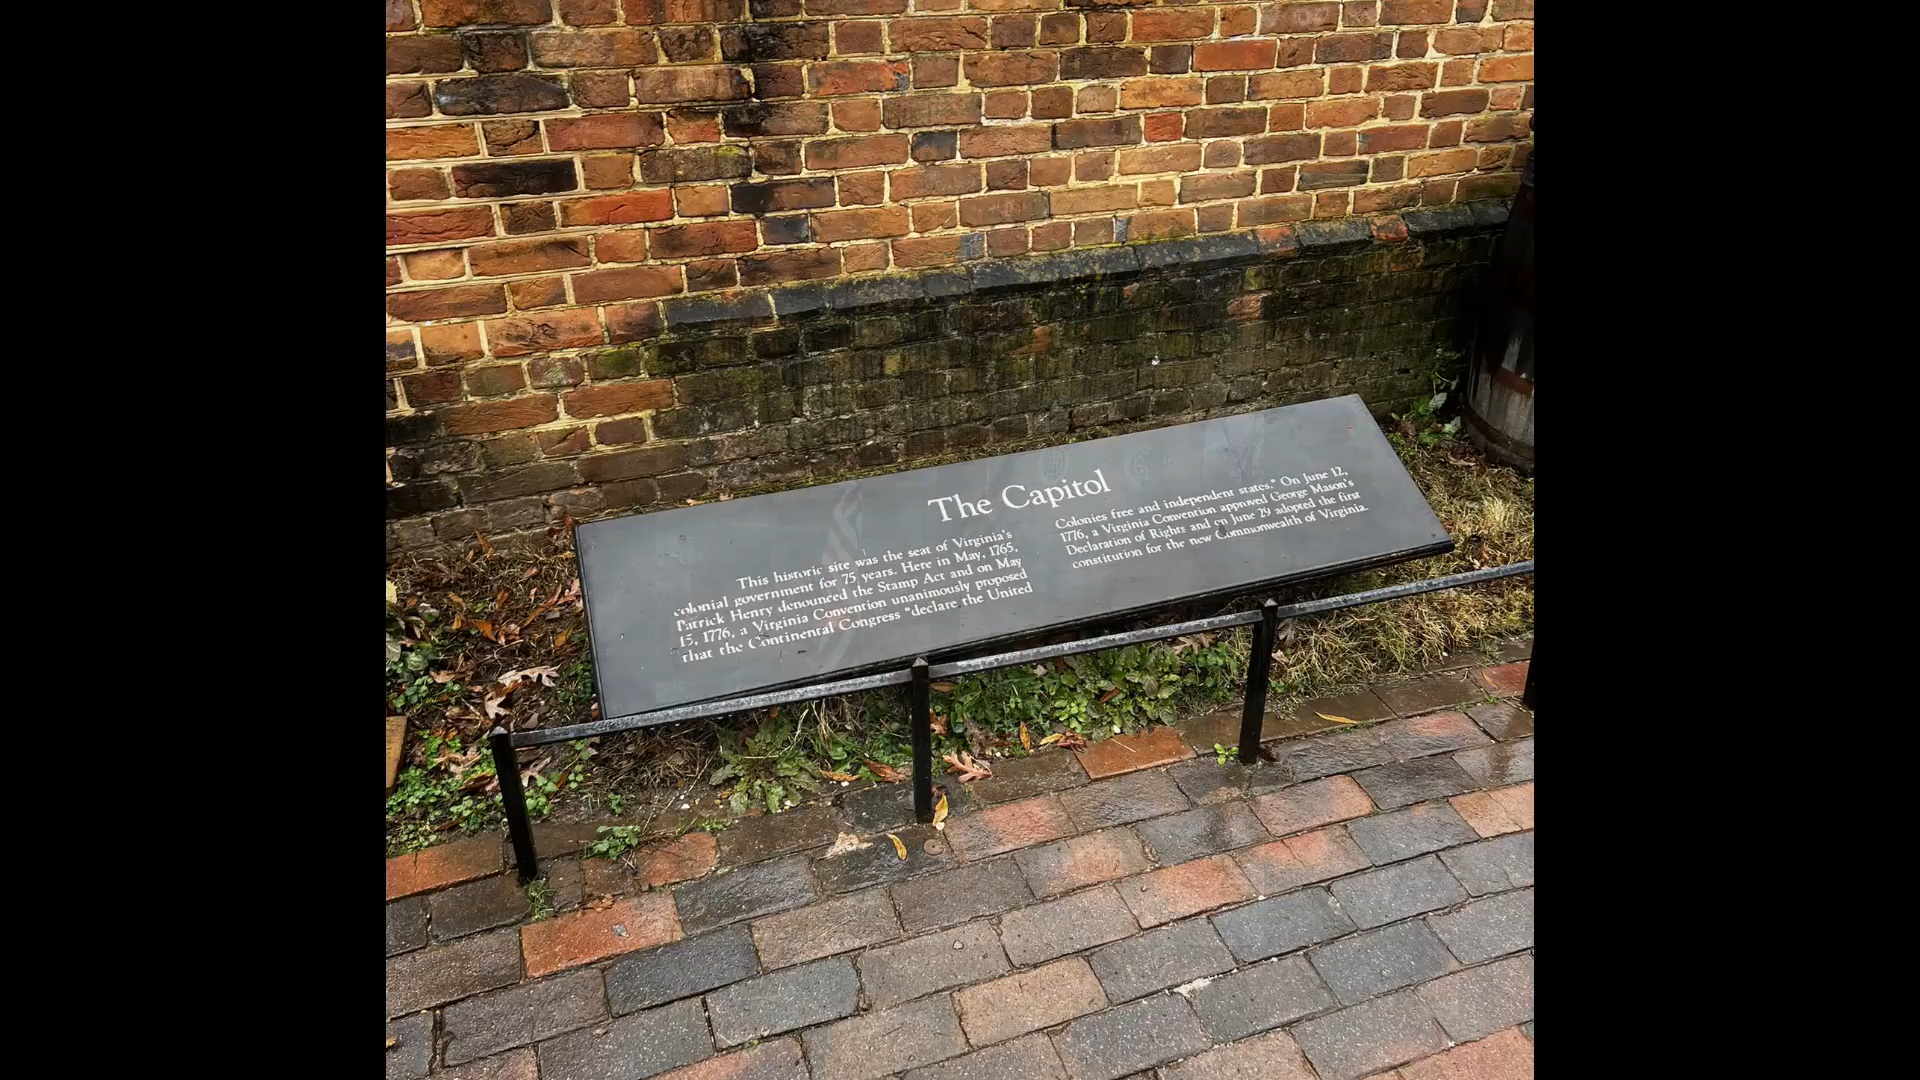 The Capitol
This historic site was the seat of Virginia's
colonial government for 75 years. Here in May, 1765,
Patrick Henry denounced the Stamp Act and on May
15, 1776, a Virginia Convention unanimously proposed
that the Continental Congress "declare the United
Colonies free and independent states." On June 12,
1776, a Virginia Convention approved George Mason's
Declaration of Rights and on June 29 adopted the first
constitution for the new Commonwealth of Virginia.